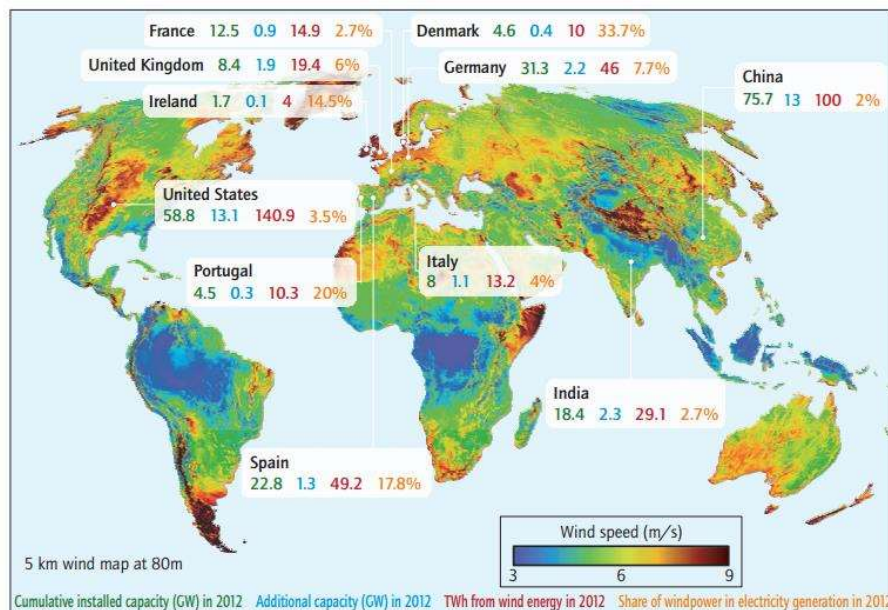 France 12.5 0.9 14.9 2.7%
Denmark 4.6 0.4 10 33.7%
United Kingdom 8.4 1.9 19.4 6%
Germany 31.3 2.2 46 7.7%
China
75.7 13 100 2%
Ireland 1.7 0.1 4 14.5%
United States
58.8 13.1 140.9 3.5%
Portugal
4.5 0.3 10.3 20%
Italy
8 1.1 13.2 4%
India
18.4 2.3 29.1 2.7%
Spain
22.8 1.3 49.2 17.8%
Wind speed (m/s)
3 6 9
5 km wind map at 80m
Cumulative installed capacity (GW) in 2012 Additional capacity (GW) in 2012 TWh from wind energy in 2012 Share of windpower in electricity generation in